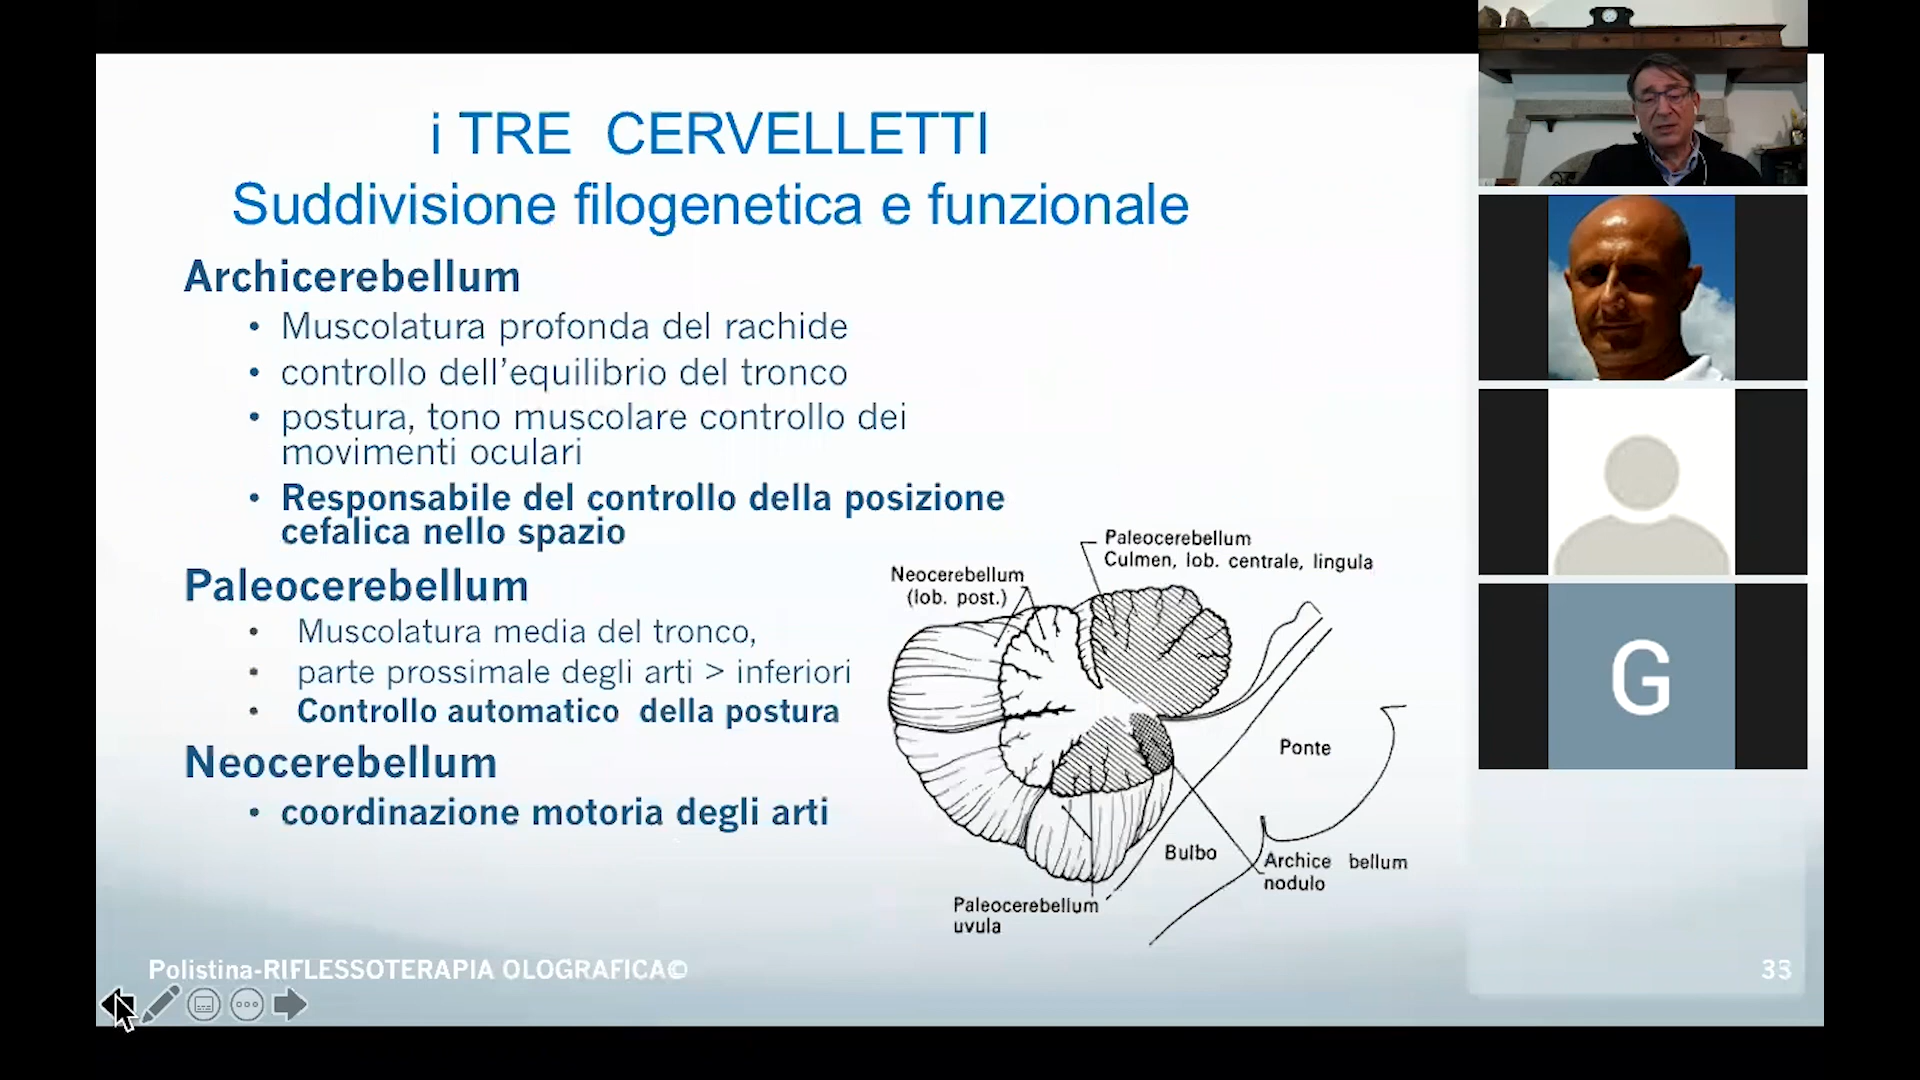 i TRE CERVELLETTI
Suddivisione filogenetica e funzionale
Archicerebellum
• Muscolatura profonda del rachide
• controllo dell'equilibrio del tronco
• postura, tono muscolare controllo dei
movimenti oculari
• Responsabile del controllo della posizione
cefalica nello spazio
Paleocerebellum
• Muscolatura media del tronco,
• parte prossimale degli arti > inferiori
• Controllo automatico della postura
Neocerebellum
• coordinazione motoria degli arti
Paleocerebellum
Culmen, lob. centrale, lingula
Neocerebellum
(lob. post.)
Ponte
Bulbo
Archice bellum
nodulo
Paleocerebellum
uvula
Polistina-RIFLESSOTERAPIA OLOGRAFICA©
G